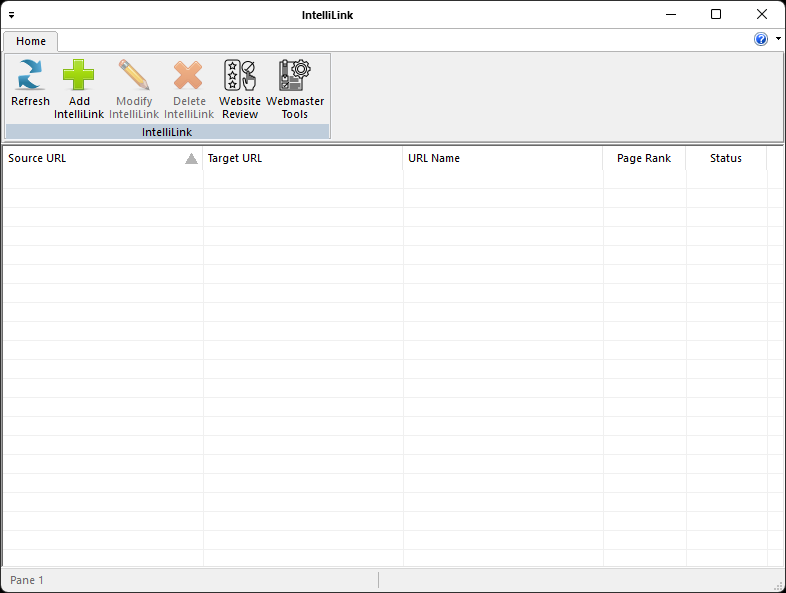 IntelliLink
Home
?
Refresh
Add IntelliLink
Modify IntelliLink
Delete IntelliLink
Website Review
Webmaster Tools
IntelliLink
Source URL Target URL URL Name Page Rank Status
Pane 1